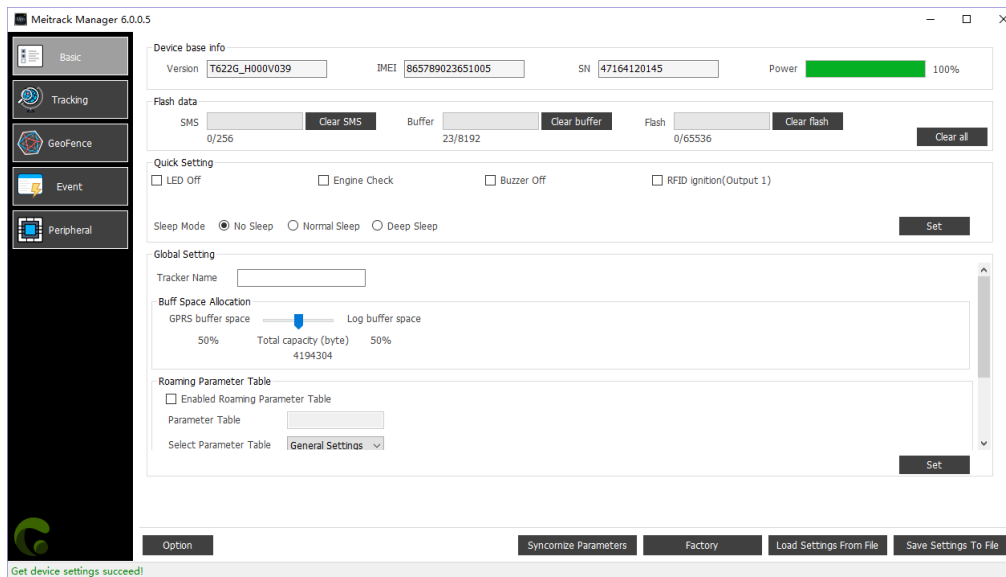 Meitrack Manager 6.0.0.5
Basic
Tracking
GeoFence
Event
Peripheral
Device base info
Version T622G_H000V039 IMEI 865789023651005 SN 47164120145 Power 100%
Flash data
SMS Clear SMS Buffer Clear buffer Flash Clear flash
0/256 23/8192 0/65536 Clear all
Quick Setting
LED Off Engine Check Buzzer Off RFID ignition(Output 1)
Sleep Mode No Sleep Normal Sleep Deep Sleep Set
Global Setting
Tracker Name
Buff Space Allocation
GPRS buffer space Log buffer space
50% Total capacity (byte) 50%
4194304
Roaming Parameter Table
Enabled Roaming Parameter Table
Parameter Table
Select Parameter Table General Settings
Set
Option Syncornize Parameters Factory Load Settings From File Save Settings To File
Get device settings succeed!